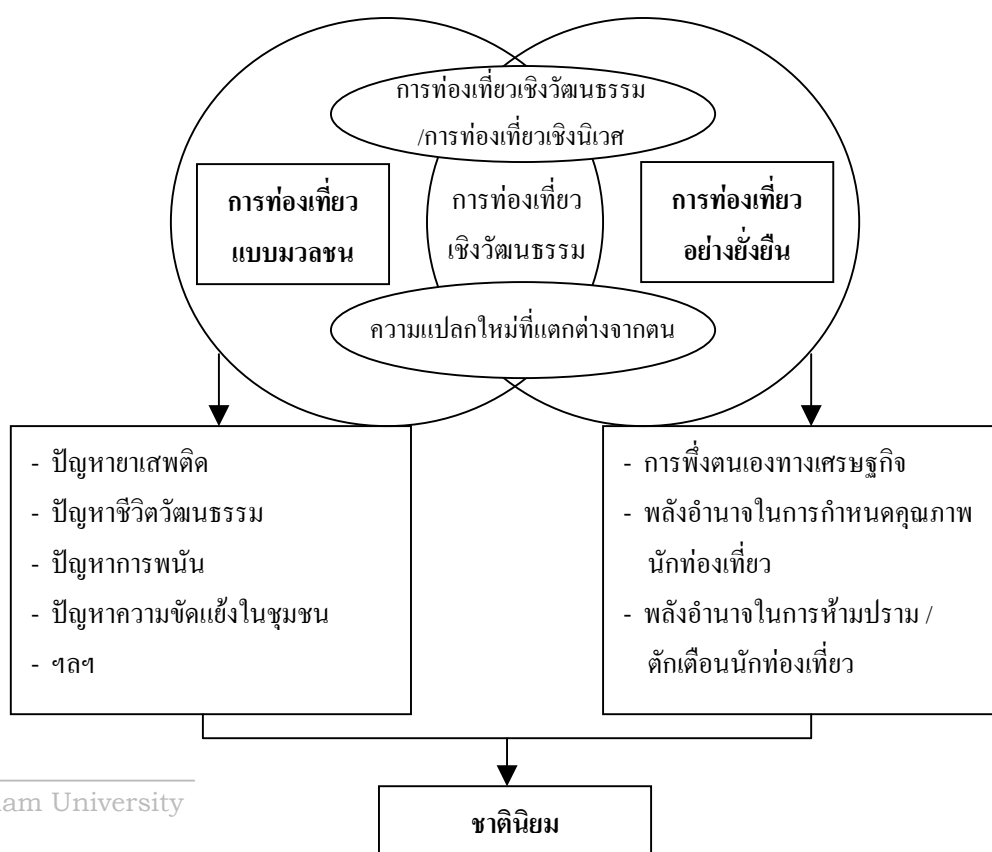 การท่องเที่ยวเชิงวัฒนธรรม
/การท่องเที่ยวเชิงนิเวศ
การท่องเที่ยว
แบบมวลชน
การท่องเที่ยว
เชิงวัฒนธรรม
การท่องเที่ยว
อย่างยั่งยืน
ความแปลกใหม่ที่แตกต่างจากตน
- ปัญหายาเสพติด
- ปัญหาชีวิตวัฒนธรรม
- ปัญหาการพนัน
- ปัญหาความขัดแย้งในชุมชน
- ฯลฯ
- การพึ่งตนเองทางเศรษฐกิจ
- พลังอำนาจในการกำหนดคุณภาพ
นักท่องเที่ยว
- พลังอำนาจในการห้ามปราม /
ตักเตือนนักท่องเที่ยว
University
ชาตินิยม